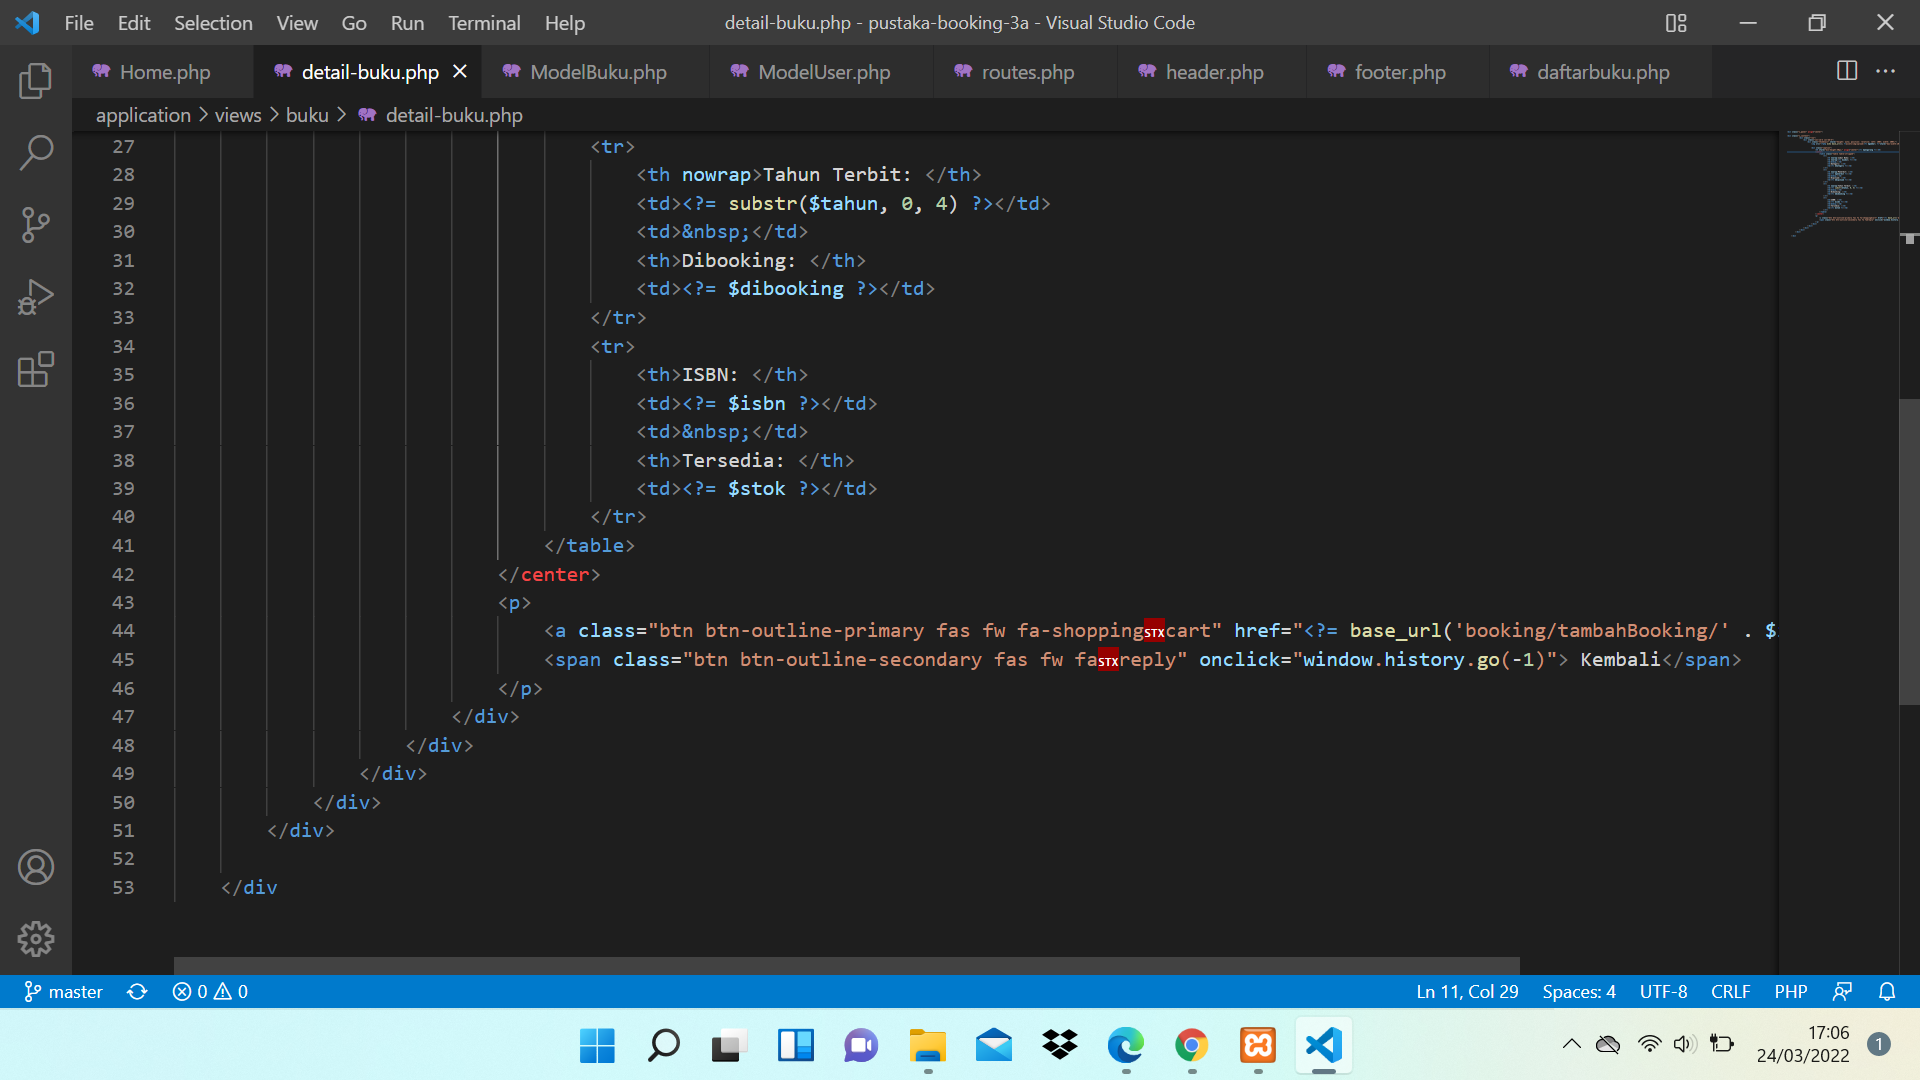 File Edit Selection View Go Run Terminal Help
detail-buku.php - pustaka-booking-3a - Visual Studio Code
Home.php detail-buku.php ModelBuku.php ModelUser.php routes.php header.php footer.php daftarbuku.php
application > views > buku > detail-buku.php
27 <tr>
28 <th nowrap>Tahun Terbit: </th>
29 <td><?= substr($tahun, 0, 4) ?></td>
30 <td>&nbsp;</td>
31 <th>Dibooking: </th>
32 <td><?= $dibooking ?></td>
33 </tr>
34 <tr>
35 <th>ISBN: </th>
36 <td><?= $isbn ?></td>
37 <td>&nbsp;</td>
38 <th>Tersedia: </th>
39 <td><?= $stok ?></td>
40 </tr>
41 </table>
42 </center>
43 <p>
44 <a class="btn btn-outline-primary fas fw fa-shoppingSTXcart" href="<?= base_url('booking/tambahBooking/' . $
45 <span class="btn btn-outline-secondary fas fw faSTXreply" onclick="window.history.go(-1)"> Kembali</span>
46 </p>
47 </div>
48 </div>
49 </div>
50 </div>
51 </div>
52
53 </div
master 0 0 Ln 11, Col 29 Spaces: 4 UTF-8 CRLF PHP
17:06
24/03/2022
1